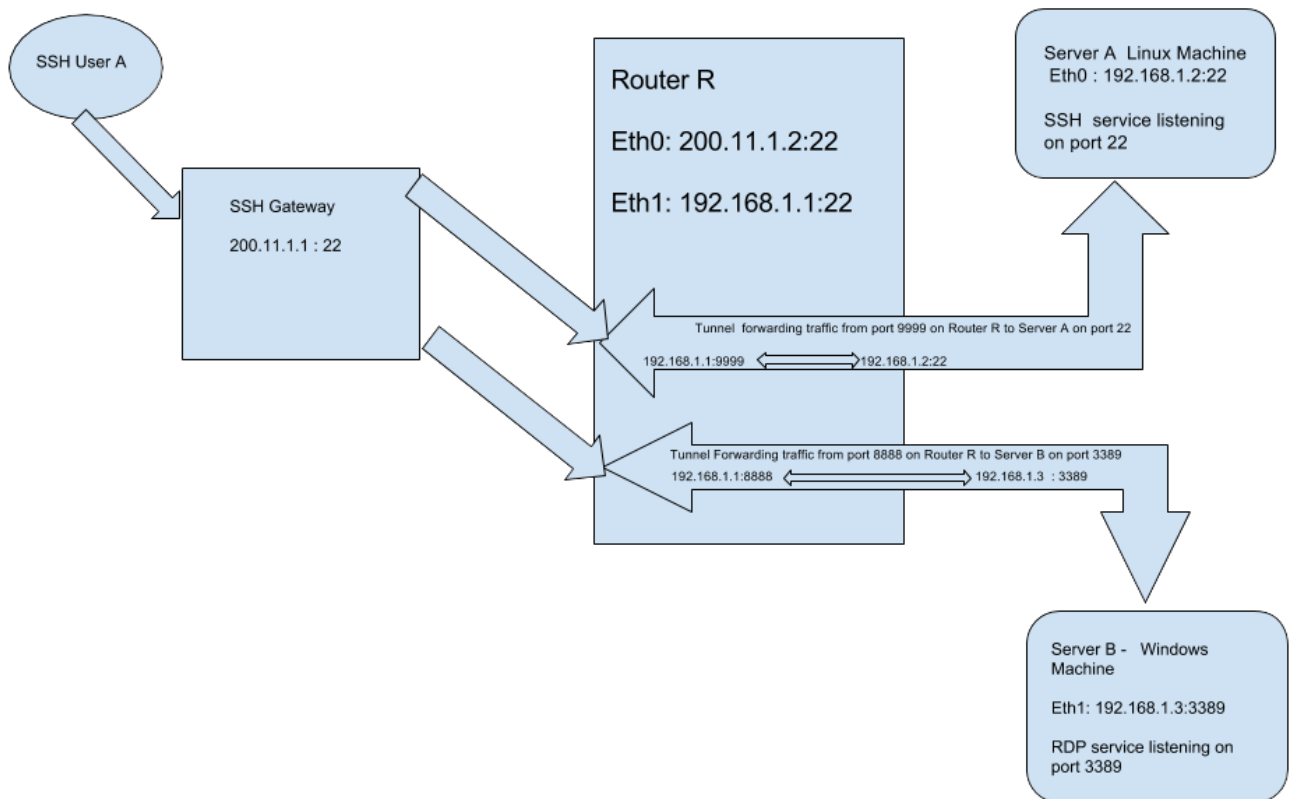 SSH User A
SSH Gateway
200.11.1.1 : 22
Router R
Eth0: 200.11.1.2:22
Eth1: 192.168.1.1:22
Server A Linux Machine
Eth0 : 192.168.1.2:22
SSH service listening
on port 22
Tunnel forwarding traffic from port 9999 on Router R to Server A on port 22
192.168.1.1:9999 192.168.1.2:22
Tunnel Forwarding traffic from port 8888 on Router R to Server B on port 3389
192.168.1.1:8888 192.168.1.3 : 3389
Server B - Windows
Machine
Eth1: 192.168.1.3:3389
RDP service listening on
port 3389